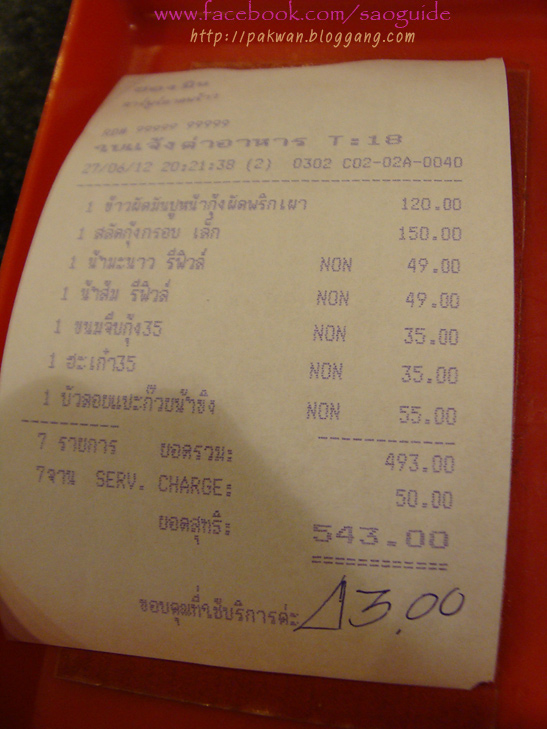 www.facebook.com/saoguide
http://pakwan.bloggang.com
RD# 99999 99999
ใบแจ้งค่าอาหาร T:18
27/06/12 20:21:38 (2) 0302 C02-02A-0040
1 ข้าวผัดมันปูหน้ากุ้งผัดพริกเผา 120.00
1 สลัดกุ้งกรอบ เล็ก 150.00
1 น้ำมะนาว รีฟิวส์ NON 49.00
1 น้ำส้ม รีฟิวส์ NON 49.00
1 ขนมจีบกุ้ง35 NON 35.00
1 ฮะเก๋า35 NON 35.00
1 บัวลอยแปะก๊วยน้ำขิง NON 55.00
7 รายการ ยอดรวม: 493.00
7จาน SERV. CHARGE: 50.00
ยอดสุทธิ: 543.00
ขอบคุณที่ใช้บริการค่ะ 3.00